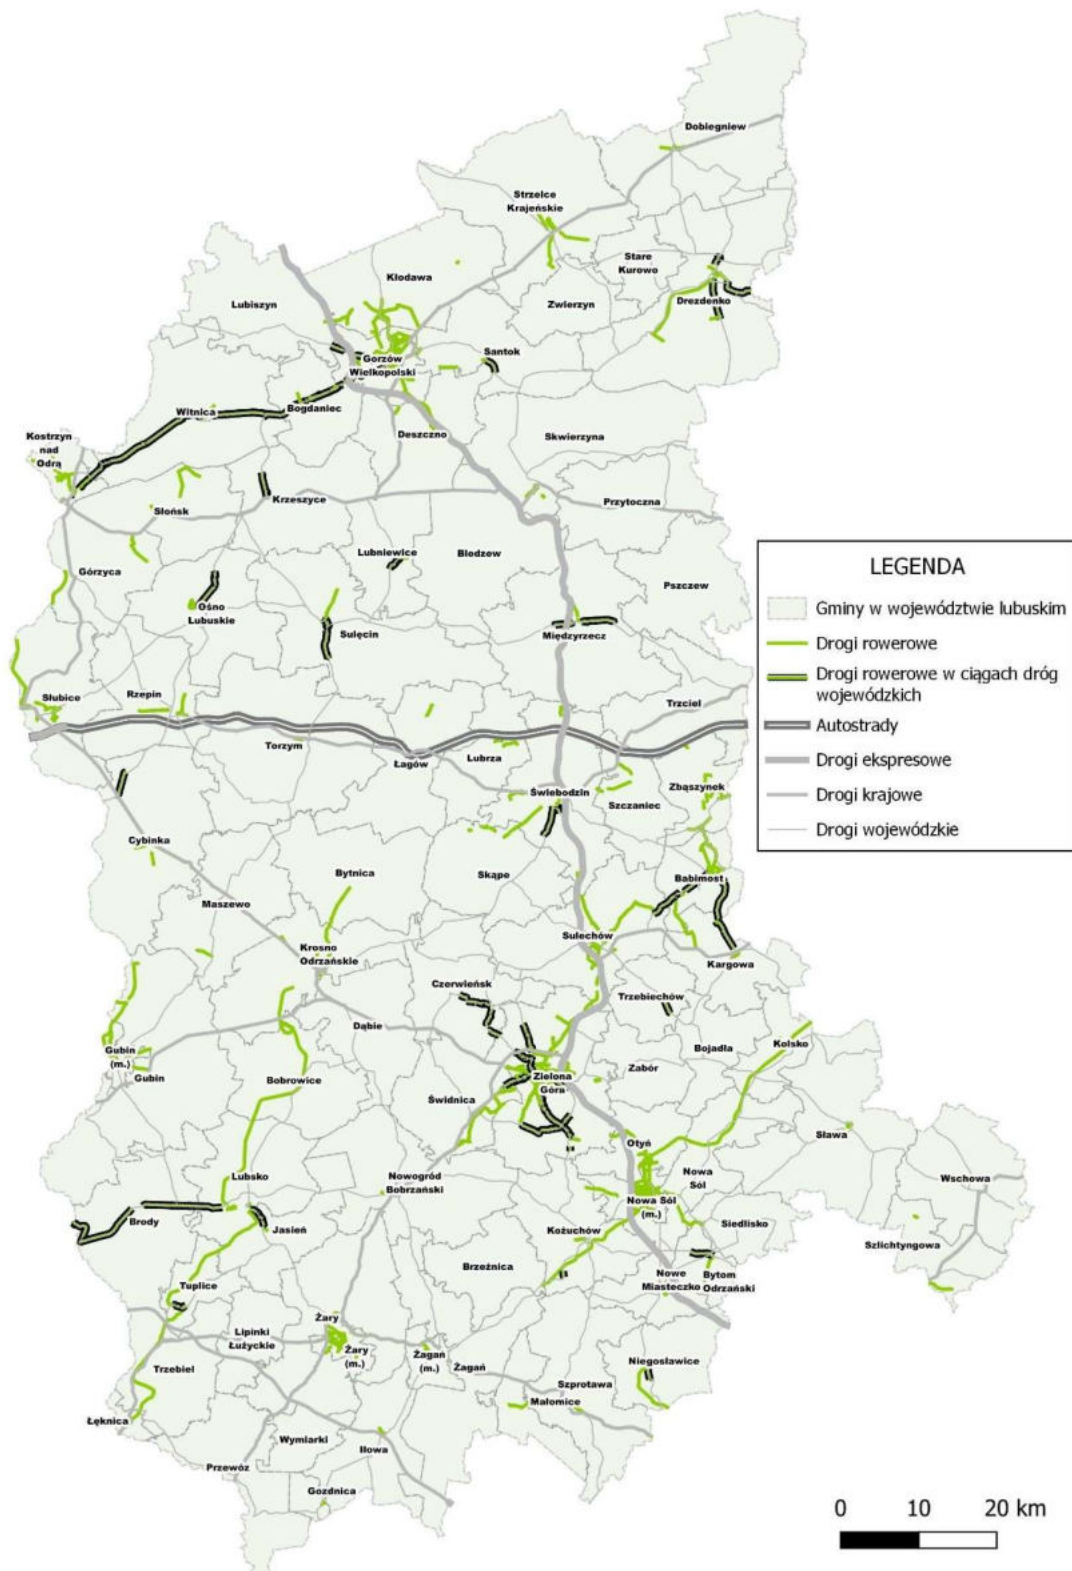 Dobiegniew
Strzelce
Krajeńskie
Stare
Kurowo
Kłodawa
Lubiszyn
Zwierzyn
Drezdenko
Santok
Gorzów
Wielkopolski
Witnica
Bogdaniec
Deszczno
Skwierzyna
Kostrzyn
nad
Odrą
Krzeszyce
Przytoczna
Słońsk
Lubniewice
Bledzew
Górzyca
Pszczew
Ośno
Lubuskie
Sulęcin
Międzyrzecz
Słubice
Rzepin
Trzciel
Torzym
Łagów
Lubrza
Świebodzin
Szczaniec
Zbąszynek
Cybinka
Bytnica
Skąpe
Babimost
Maszewo
Krosno
Odrzańskie
Sulechów
Kargowa
Czerwieńsk
Trzebiechów
Dąbie
Bojadła
Kolsko
Gubin
(m.)
Gubin
Bobrowice
Zabór
Zielona
Góra
Świdnica
Otyń
Sława
Lubsko
Nowogród
Bobrzański
Nowa
Sól
Wschowa
Nowa Sól
(m.)
Brody
Jasień
Kożuchów
Siedlisko
Szlichtyngowa
Brzeźnica
Tuplice
Nowe
Miasteczko
Bytom
Odrzański
Żary
Lipinki
Łużyckie
Żary
(m.)
Żagań
(m.)
Żagań
Niegosławice
Trzebiel
Szprotawa
Małomice
Łęknica
Wymiarki
Iłowa
Przewóz
Gozdnica
LEGENDA
Gminy w województwie lubuskim
Drogi rowerowe
Drogi rowerowe w ciągach dróg
wojewódzkich
Autostrady
Drogi ekspresowe
Drogi krajowe
Drogi wojewódzkie
0 10 20 km